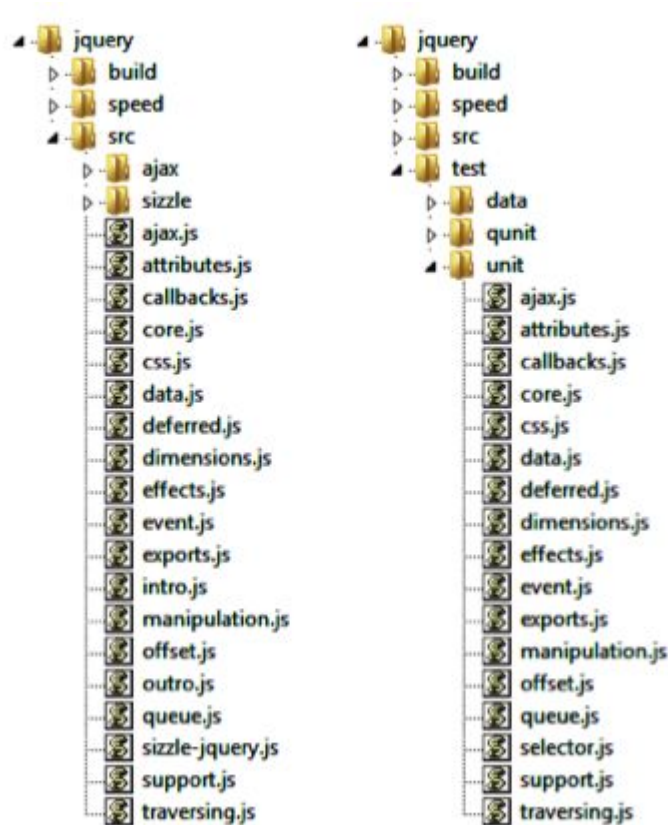 jquery
build
speed
src
ajax
sizzle
ajax.js
attributes.js
callbacks.js
core.js
css.js
data.js
deferred.js
dimensions.js
effects.js
event.js
exports.js
intro.js
manipulation.js
offset.js
outro.js
queue.js
sizzle-jquery.js
support.js
traversing.js
jquery
build
speed
src
test
data
qunit
unit
ajax.js
attributes.js
callbacks.js
core.js
css.js
data.js
deferred.js
dimensions.js
effects.js
event.js
exports.js
manipulation.js
offset.js
queue.js
selector.js
support.js
traversing.js